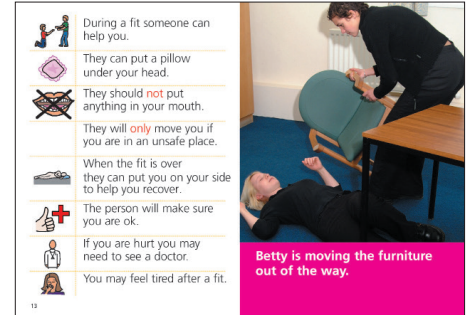 During a fit someone can
help you.
They can put a pillow
under your head.
They should not put
anything in your mouth.
They will only move you if
you are in an unsafe place.
When the fit is over
they can put you on your side
to help you recover.
The person will make sure
you are ok.
If you are hurt you may
need to see a doctor.
You may feel tired after a fit.
13
Betty is moving the furniture
out of the way.